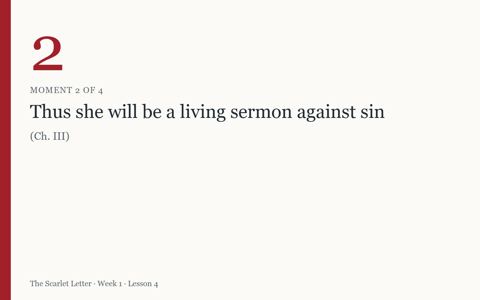 2
MOMENT 2 OF 4
Thus she will be a living sermon against sin
(Ch. III)
The Scarlet Letter · Week 1 · Lesson 4